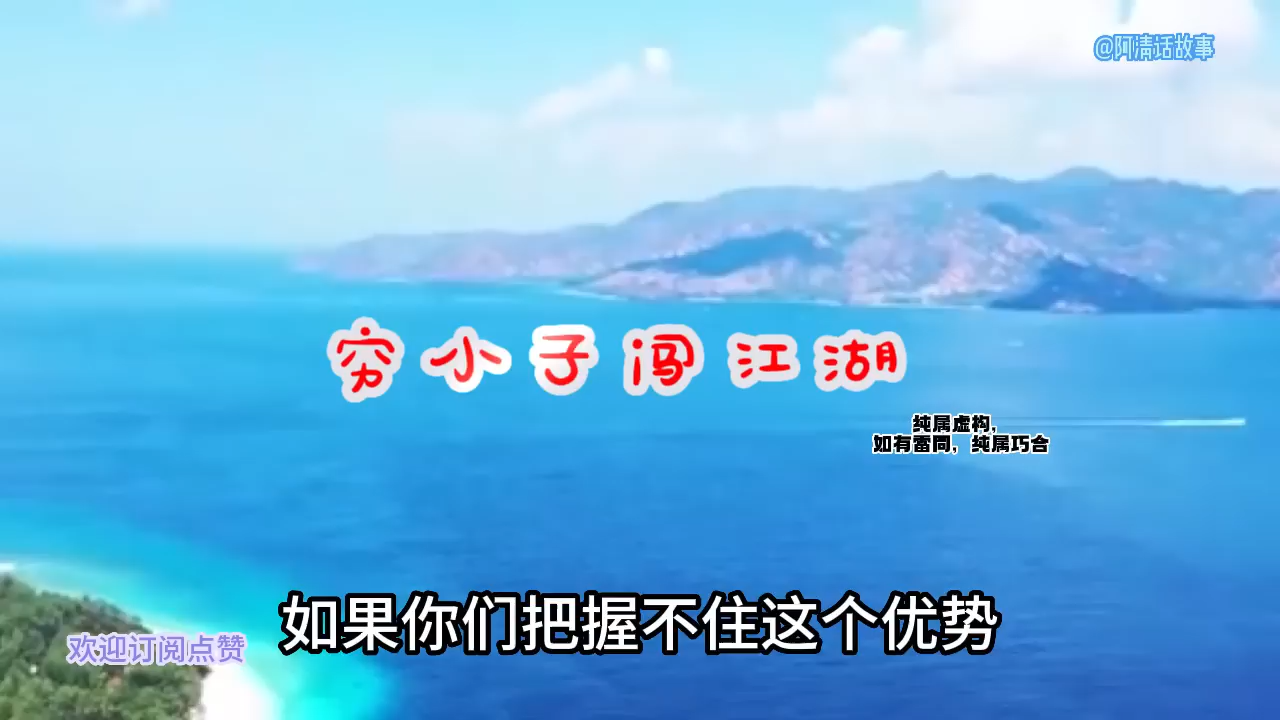 @阿清话故事
穷小子闯江湖
纯属虚构，
如有雷同，纯属巧合
如果你们把握不住这个优势
欢迎订阅点赞